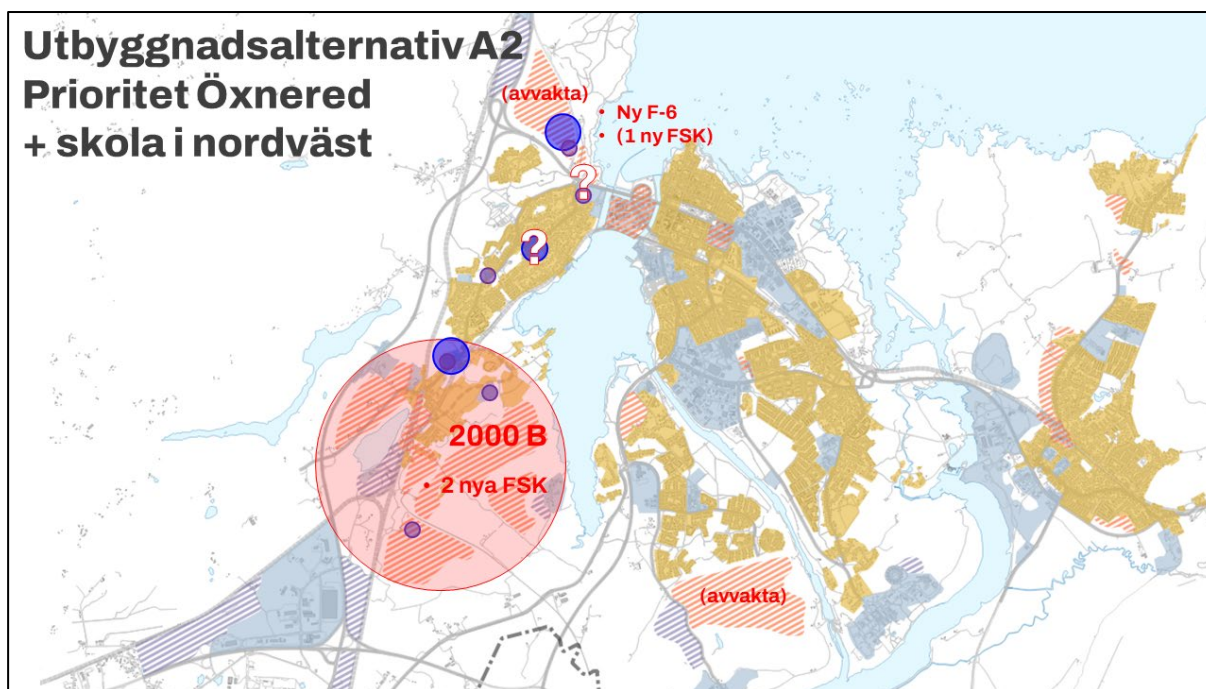 Utbyggnadsalternativ A2
Prioritet Öxnered
+ skola i nordväst
(avvakta)
• Ny F-6
• (1 ny FSK)
?
?
2000 B
• 2 nya FSK
(avvakta)